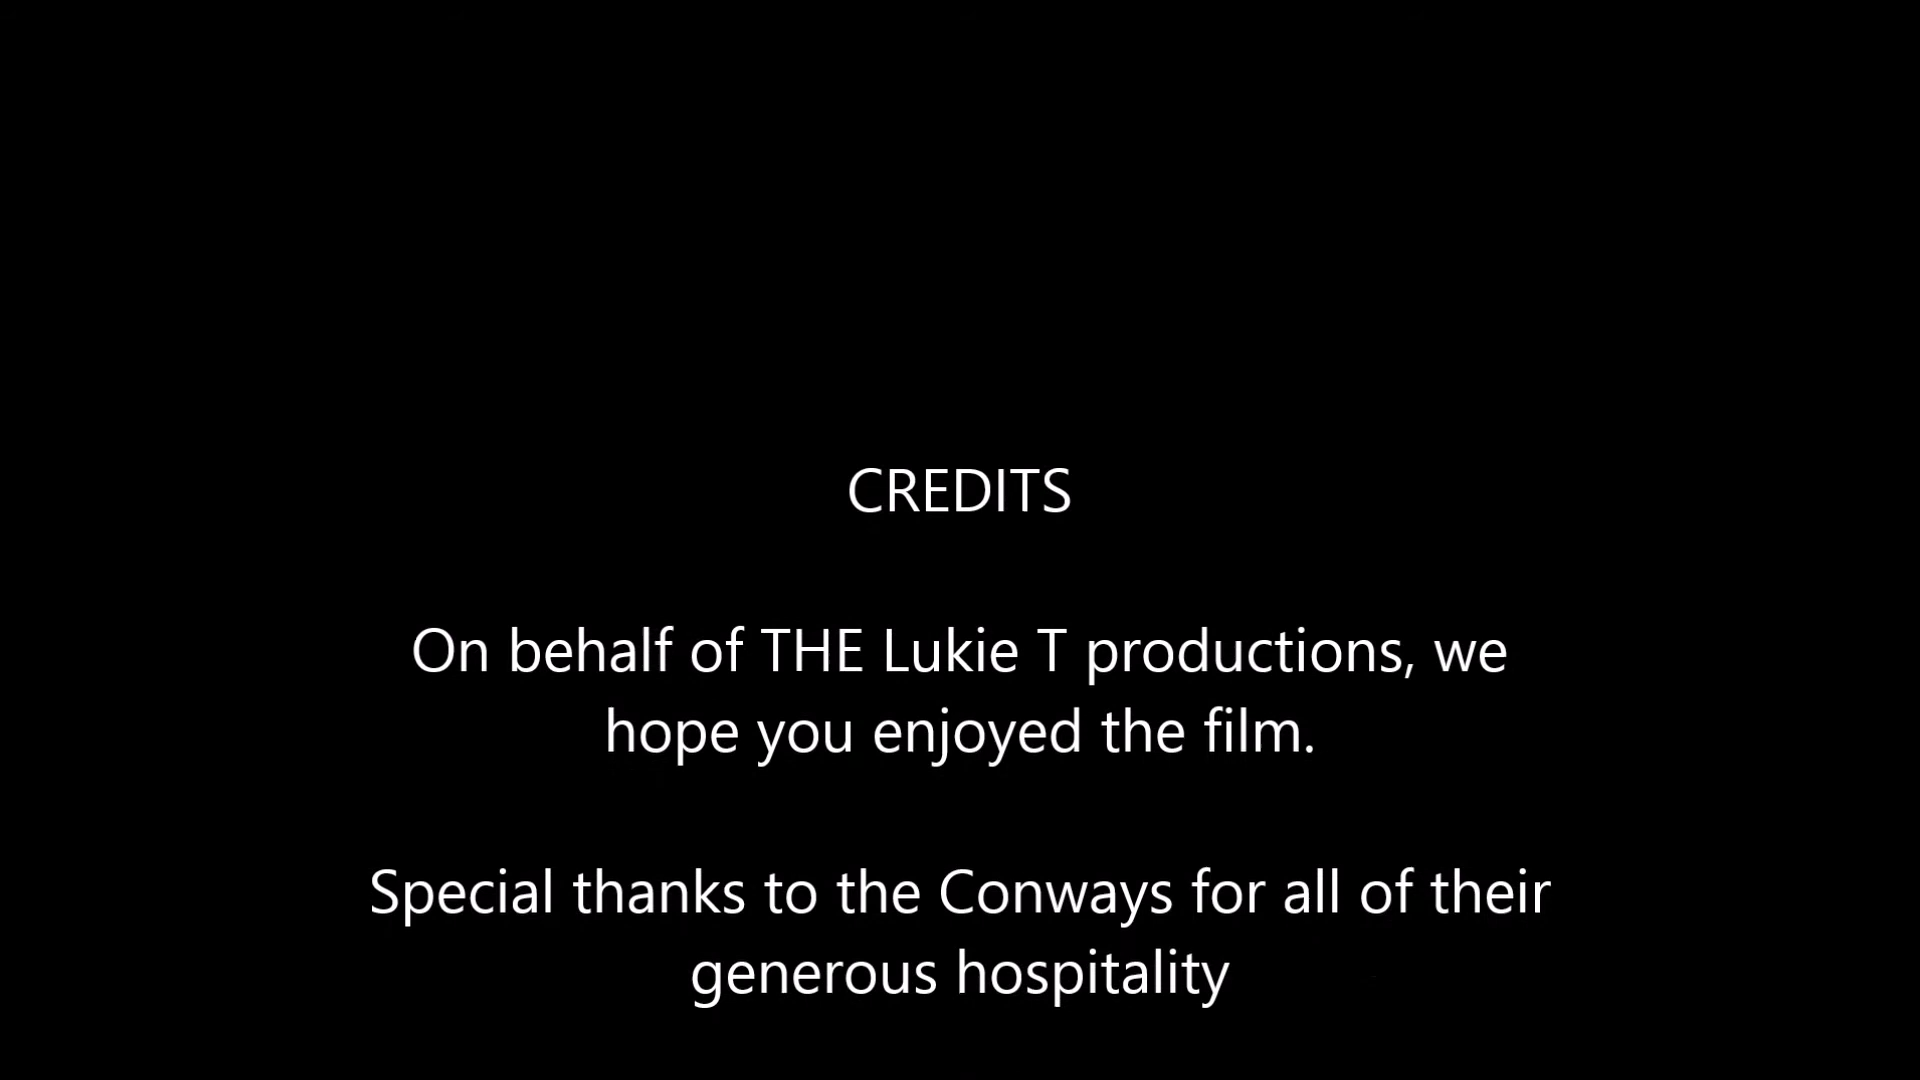 CREDITS
On behalf of THE Lukie T productions, we
hope you enjoyed the film.
Special thanks to the Conways for all of their
generous hospitality